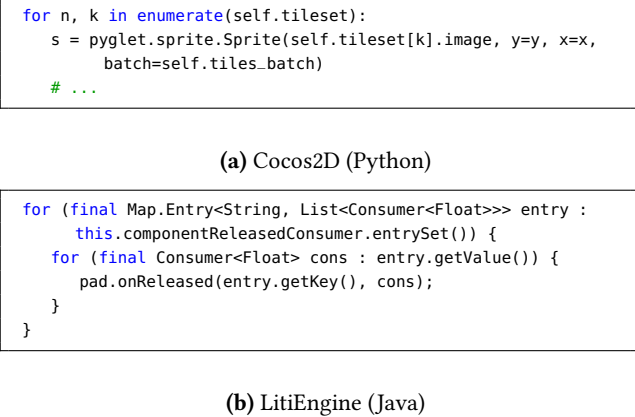 for n, k in enumerate(self.tileset):
s = pyglet.sprite.Sprite(self.tileset[k].image, y=y, x=x,
batch=self.tiles_batch)
# ...
(a) Cocos2D (Python)
for (final Map.Entry<String, List<Consumer<Float>>> entry :
this.componentReleasedConsumer.entrySet()) {
for (final Consumer<Float> cons : entry.getValue()) {
pad.onReleased(entry.getKey(), cons);
}
}
(b) LitiEngine (Java)